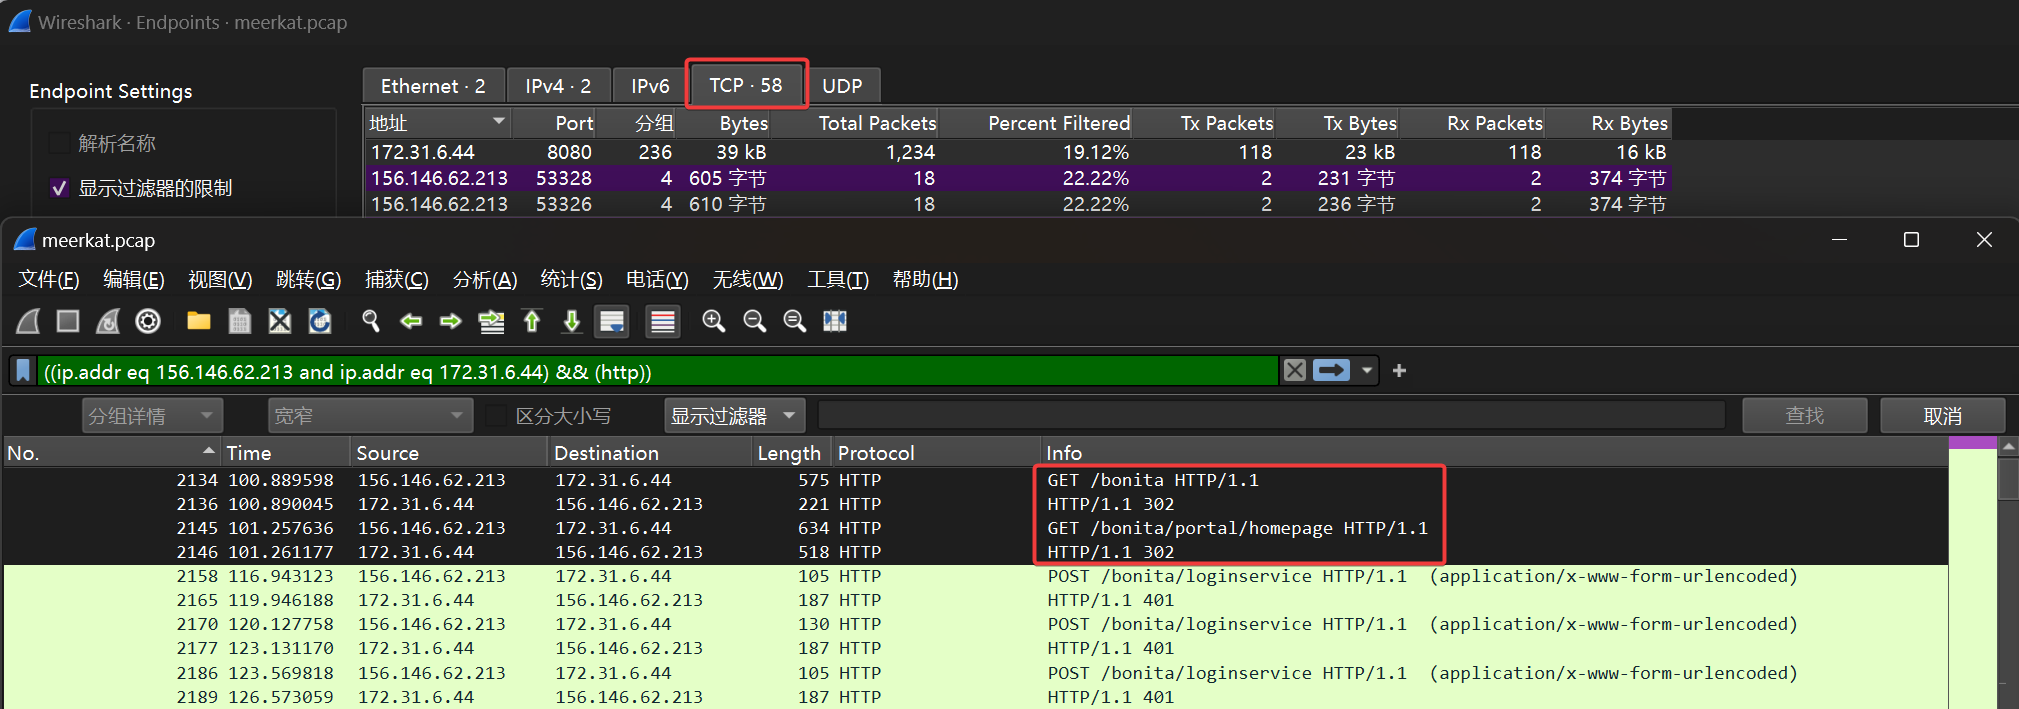 Wireshark · Endpoints · meerkat.pcap
Endpoint Settings
解析名称
显示过滤器的限制
Ethernet · 2 IPv4 · 2 IPv6 TCP · 58 UDP
地址 Port 分组 Bytes Total Packets Percent Filtered Tx Packets Tx Bytes Rx Packets Rx Bytes
172.31.6.44 8080 236 39 kB 1,234 19.12% 118 23 kB 118 16 kB
156.146.62.213 53328 4 605 字节 18 22.22% 2 231 字节 2 374 字节
156.146.62.213 53326 4 610 字节 18 22.22% 2 236 字节 2 374 字节
meerkat.pcap
文件(F) 编辑(E) 视图(V) 跳转(G) 捕获(C) 分析(A) 统计(S) 电话(Y) 无线(W) 工具(T) 帮助(H)
((ip.addr eq 156.146.62.213 and ip.addr eq 172.31.6.44) && (http))
分组详情 宽窄 区分大小写 显示过滤器 查找 取消
No. Time Source Destination Length Protocol Info
2134 100.889598 156.146.62.213 172.31.6.44 575 HTTP GET /bonita HTTP/1.1
2136 100.890045 172.31.6.44 156.146.62.213 221 HTTP HTTP/1.1 302
2145 101.257636 156.146.62.213 172.31.6.44 634 HTTP GET /bonita/portal/homepage HTTP/1.1
2146 101.261177 172.31.6.44 156.146.62.213 518 HTTP HTTP/1.1 302
2158 116.943123 156.146.62.213 172.31.6.44 105 HTTP POST /bonita/loginservice HTTP/1.1 (application/x-www-form-urlencoded)
2165 119.946188 172.31.6.44 156.146.62.213 187 HTTP HTTP/1.1 401
2170 120.127758 156.146.62.213 172.31.6.44 130 HTTP POST /bonita/loginservice HTTP/1.1 (application/x-www-form-urlencoded)
2177 123.131170 172.31.6.44 156.146.62.213 187 HTTP HTTP/1.1 401
2186 123.569818 156.146.62.213 172.31.6.44 105 HTTP POST /bonita/loginservice HTTP/1.1 (application/x-www-form-urlencoded)
2189 126.573059 172.31.6.44 156.146.62.213 187 HTTP HTTP/1.1 401